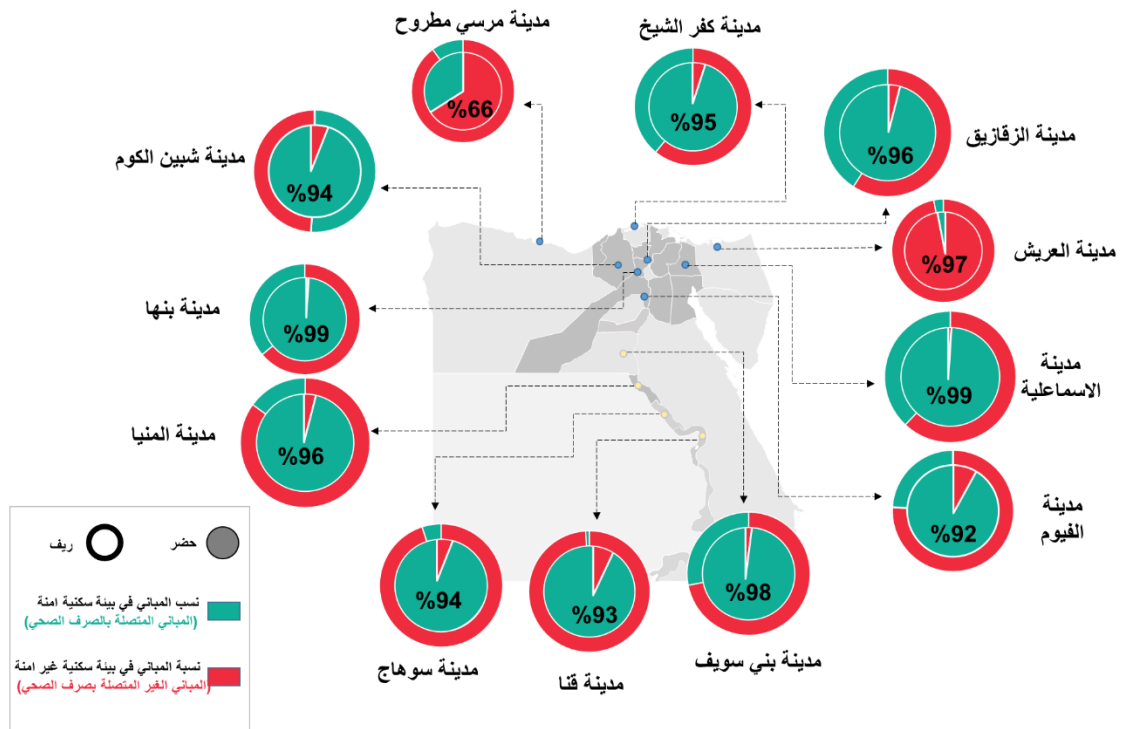 مدينة مرسي مطروح
%66
مدينة كفر الشيخ
%95
مدينة الزقازيق
%96
مدينة شبين الكوم
%94
مدينة العريش
%97
مدينة بنها
%99
مدينة
الاسماعلية
%99
مدينة المنيا
%96
مدينة
الفيوم
%92
مدينة سوهاج
%94
مدينة قنا
%93
مدينة بني سويف
%98
حضر
ريف
نسب المباني في بيئة سكنية امنة
(المباني المتصلة بالصرف الصحي)
نسبة المباني في بيئة سكنية غير امنة
(المباني الغير المتصلة بصرف الصحي)